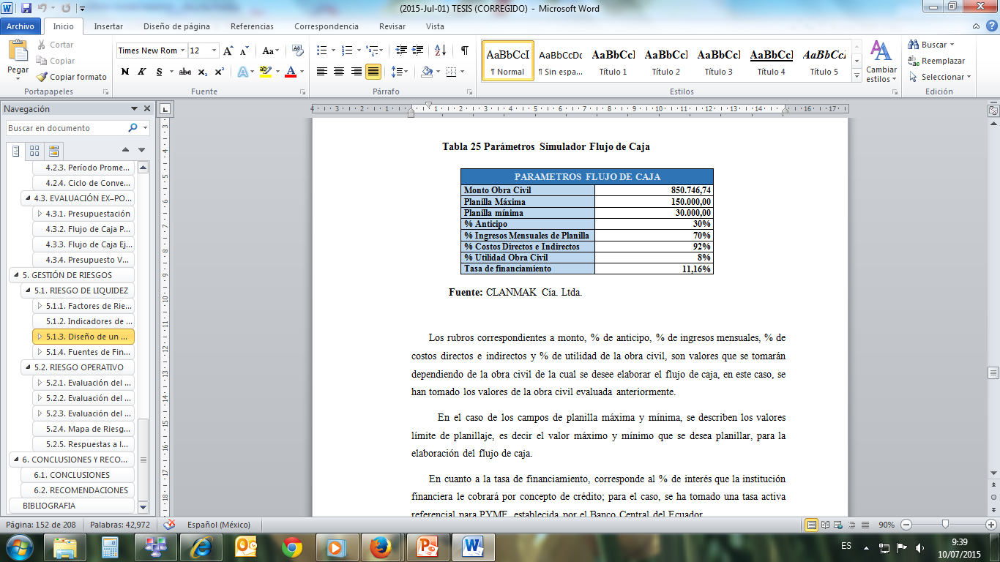 (2015-Jul-01) TESIS (CORREGIDO) - Microsoft Word
Archivo Inicio Insertar Diseño de página Referencias Correspondencia Revisar Vista
Pegar
Cortar
Copiar
Copiar formato
Portapapeles
Times New Rom 12
N K S abc x₂ x²
Fuente
Párrafo
AaBbCcI AaBbCcDc AaBbCcI AaBbCcI AaBbCcI AaBbCcI AaBbCcI
¶ Normal ¶ Sin espa... Título 1 Título 2 Título 3 Título 4 Título 5
Cambiar estilos
Estilos
Buscar
Reemplazar
Seleccionar
Edición
Navegación
Buscar en documento
4.2.3. Período Prome...
4.2.4. Ciclo de Conve...
4.3. EVALUACIÓN EX–PO...
4.3.1. Presupuestación
4.3.2. Flujo de Caja P...
4.3.3. Flujo de Caja Ej...
4.3.4. Presupuesto V...
5. GESTIÓN DE RIESGOS
5.1. RIESGO DE LIQUIDEZ
5.1.1. Factores de Rie...
5.1.2. Indicadores de ...
5.1.3. Diseño de un ...
5.1.4. Fuentes de Fin...
5.2. RIESGO OPERATIVO
5.2.1. Evaluación del ...
5.2.2. Evaluación del ...
5.2.3. Evaluación del ...
5.2.4. Mapa de Riesg...
5.2.5. Respuestas a l...
6. CONCLUSIONES Y RECO...
6.1. CONCLUSIONES
6.2. RECOMENDACIONES
BIBLIOGRAFIA
Tabla 25 Parámetros Simulador Flujo de Caja
PARAMETROS FLUJO DE CAJA
Monto Obra Civil 850.746,74
Planilla Máxima 150.000,00
Planilla mínima 30.000,00
% Anticipo 30%
% Ingresos Mensuales de Planilla 70%
% Costos Directos e Indirectos 92%
% Utilidad Obra Civil 8%
Tasa de financiamiento 11,16%
Fuente: CLANMAK Cía. Ltda.
Los rubros correspondientes a monto, % de anticipo, % de ingresos mensuales, % de
costos directos e indirectos y % de utilidad de la obra civil, son valores que se tomarán
dependiendo de la obra civil de la cual se desee elaborar el flujo de caja, en este caso, se
han tomado los valores de la obra civil evaluada anteriormente.
En el caso de los campos de planilla máxima y mínima, se describen los valores
límite de planillaje, es decir el valor máximo y mínimo que se desea planillar, para la
elaboración del flujo de caja.
En cuanto a la tasa de financiamiento, corresponde al % de interés que la institución
financiera le cobrará por concepto de crédito; para el caso, se ha tomado una tasa activa
referencial para PYME, establecida por el Banco Central del Ecuador
Página: 152 de 208 Palabras: 42,972 Español (México) 90%
ES 9:39
10/07/2015